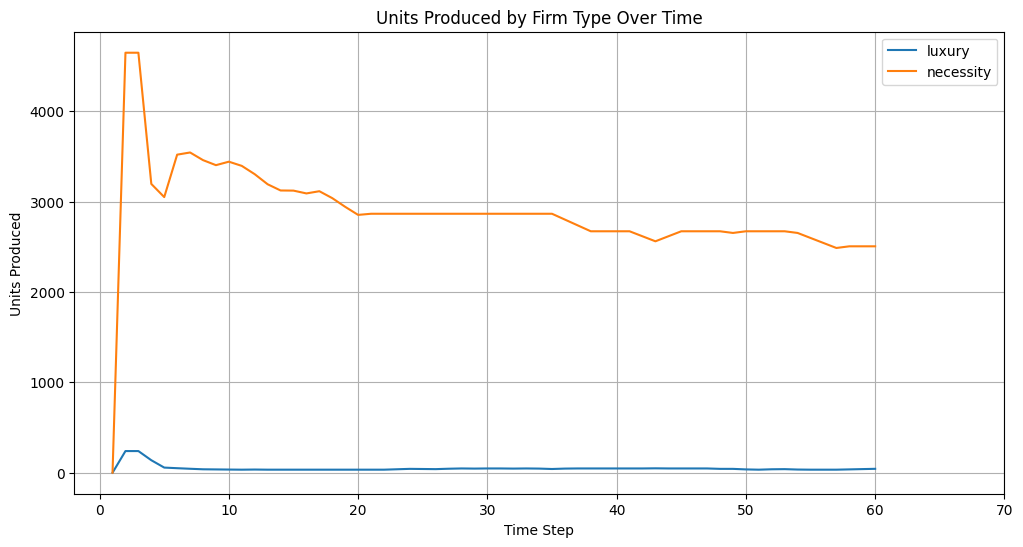 Units Produced by Firm Type Over Time
luxury
necessity
Units Produced
4000
3000
2000
1000
0
0 10 20 30 40 50 60 70
Time Step